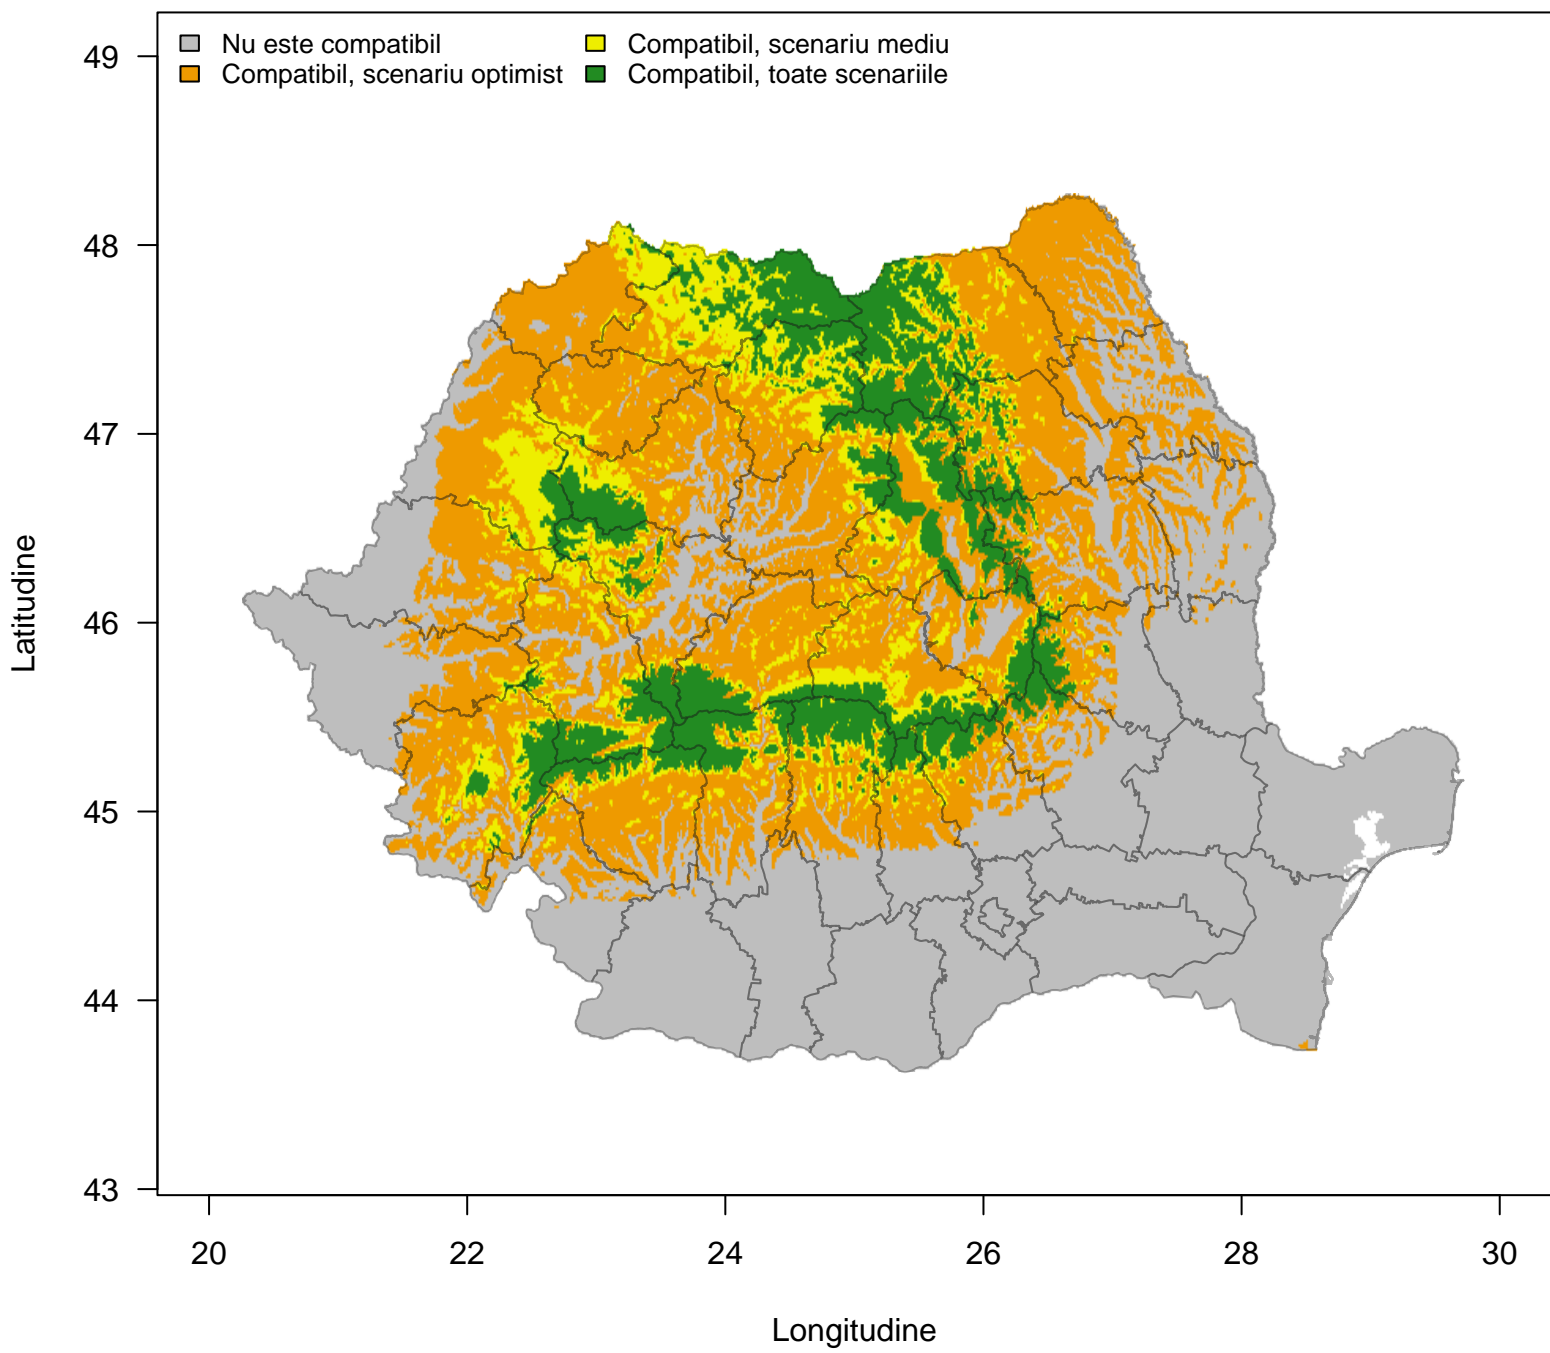 Nu este compatibil
Compatibil, scenariu optimist
Compatibil, scenariu mediu
Compatibil, toate scenariile
49
48
47
46
45
44
43
Latitudine
20 22 24 26 28 30
Longitudine